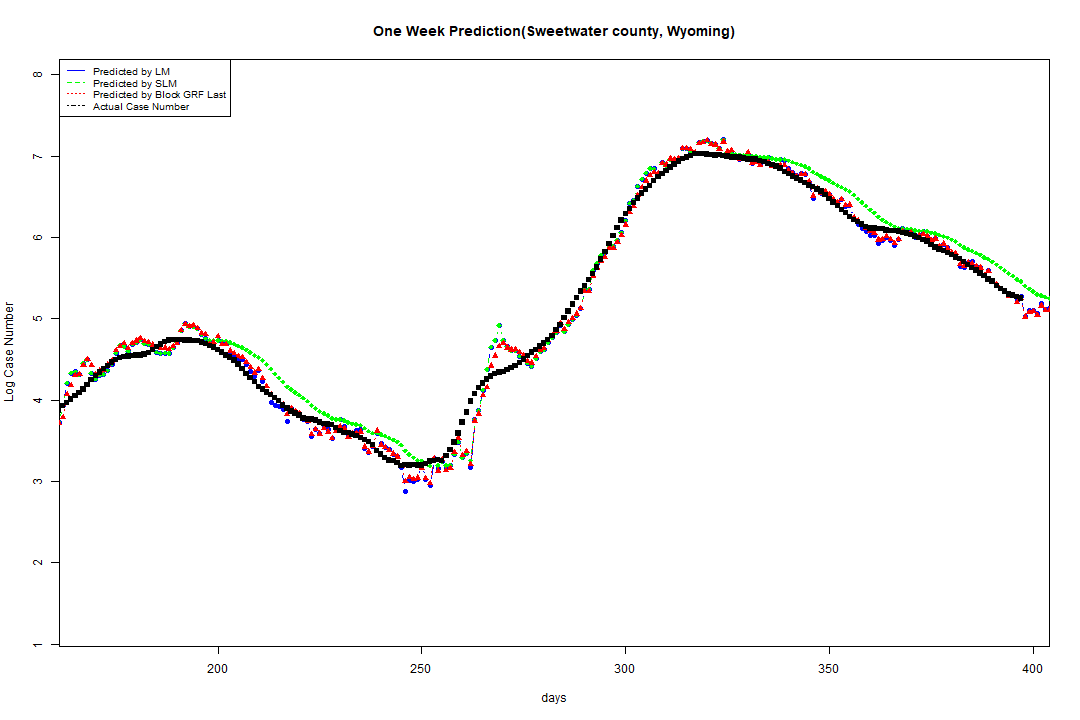 One Week Prediction(Sweetwater county, Wyoming)
Predicted by LM
Predicted by SLM
Predicted by Block GRF Last
Actual Case Number
Log Case Number
8
7
6
5
4
3
2
1
200 250 300 350 400
days